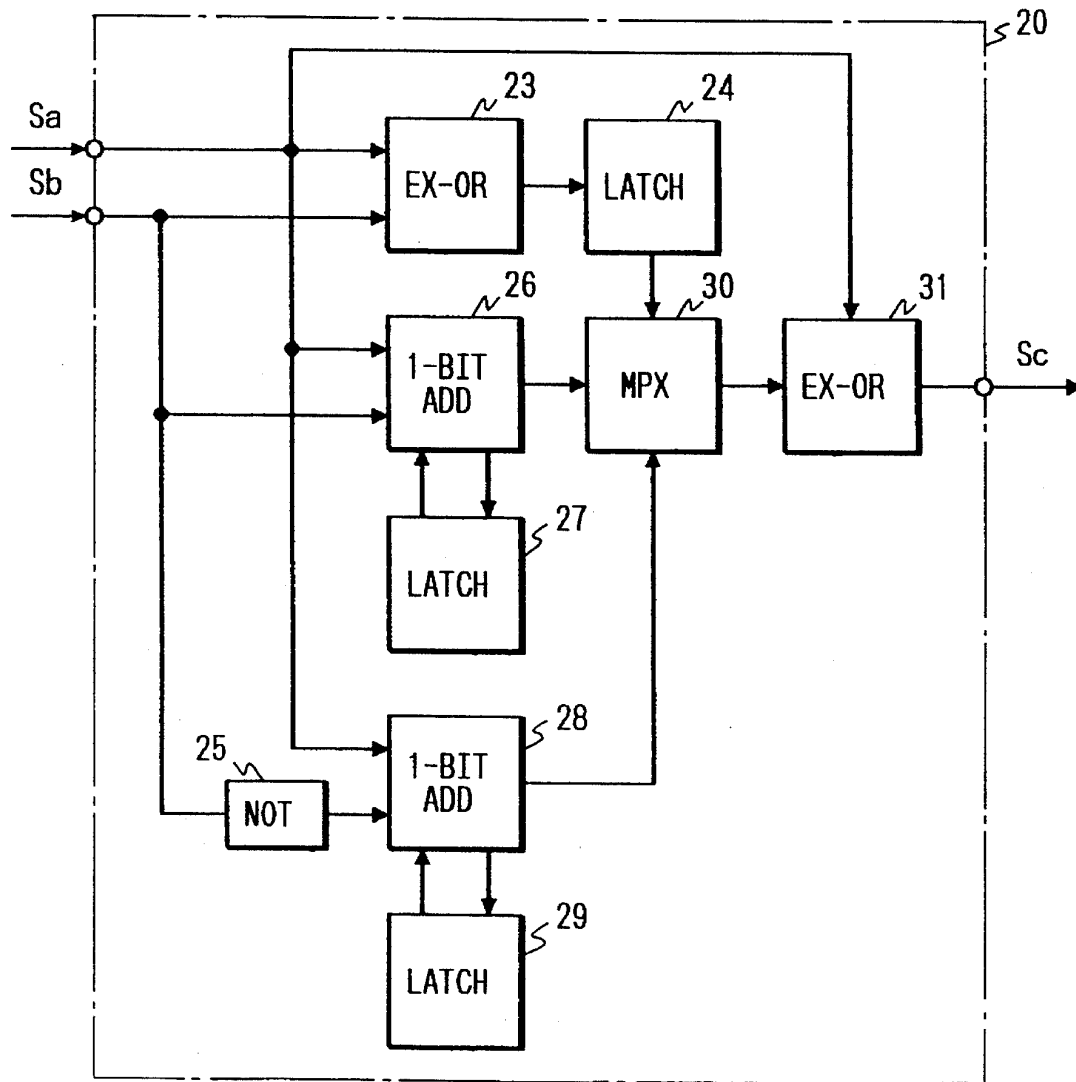 20
Sa
23
24
EX-OR
LATCH
Sb
26
30
31
1-BIT
ADD
MPX
EX-OR
Sc
27
LATCH
28
25
1-BIT
ADD
NOT
29
LATCH